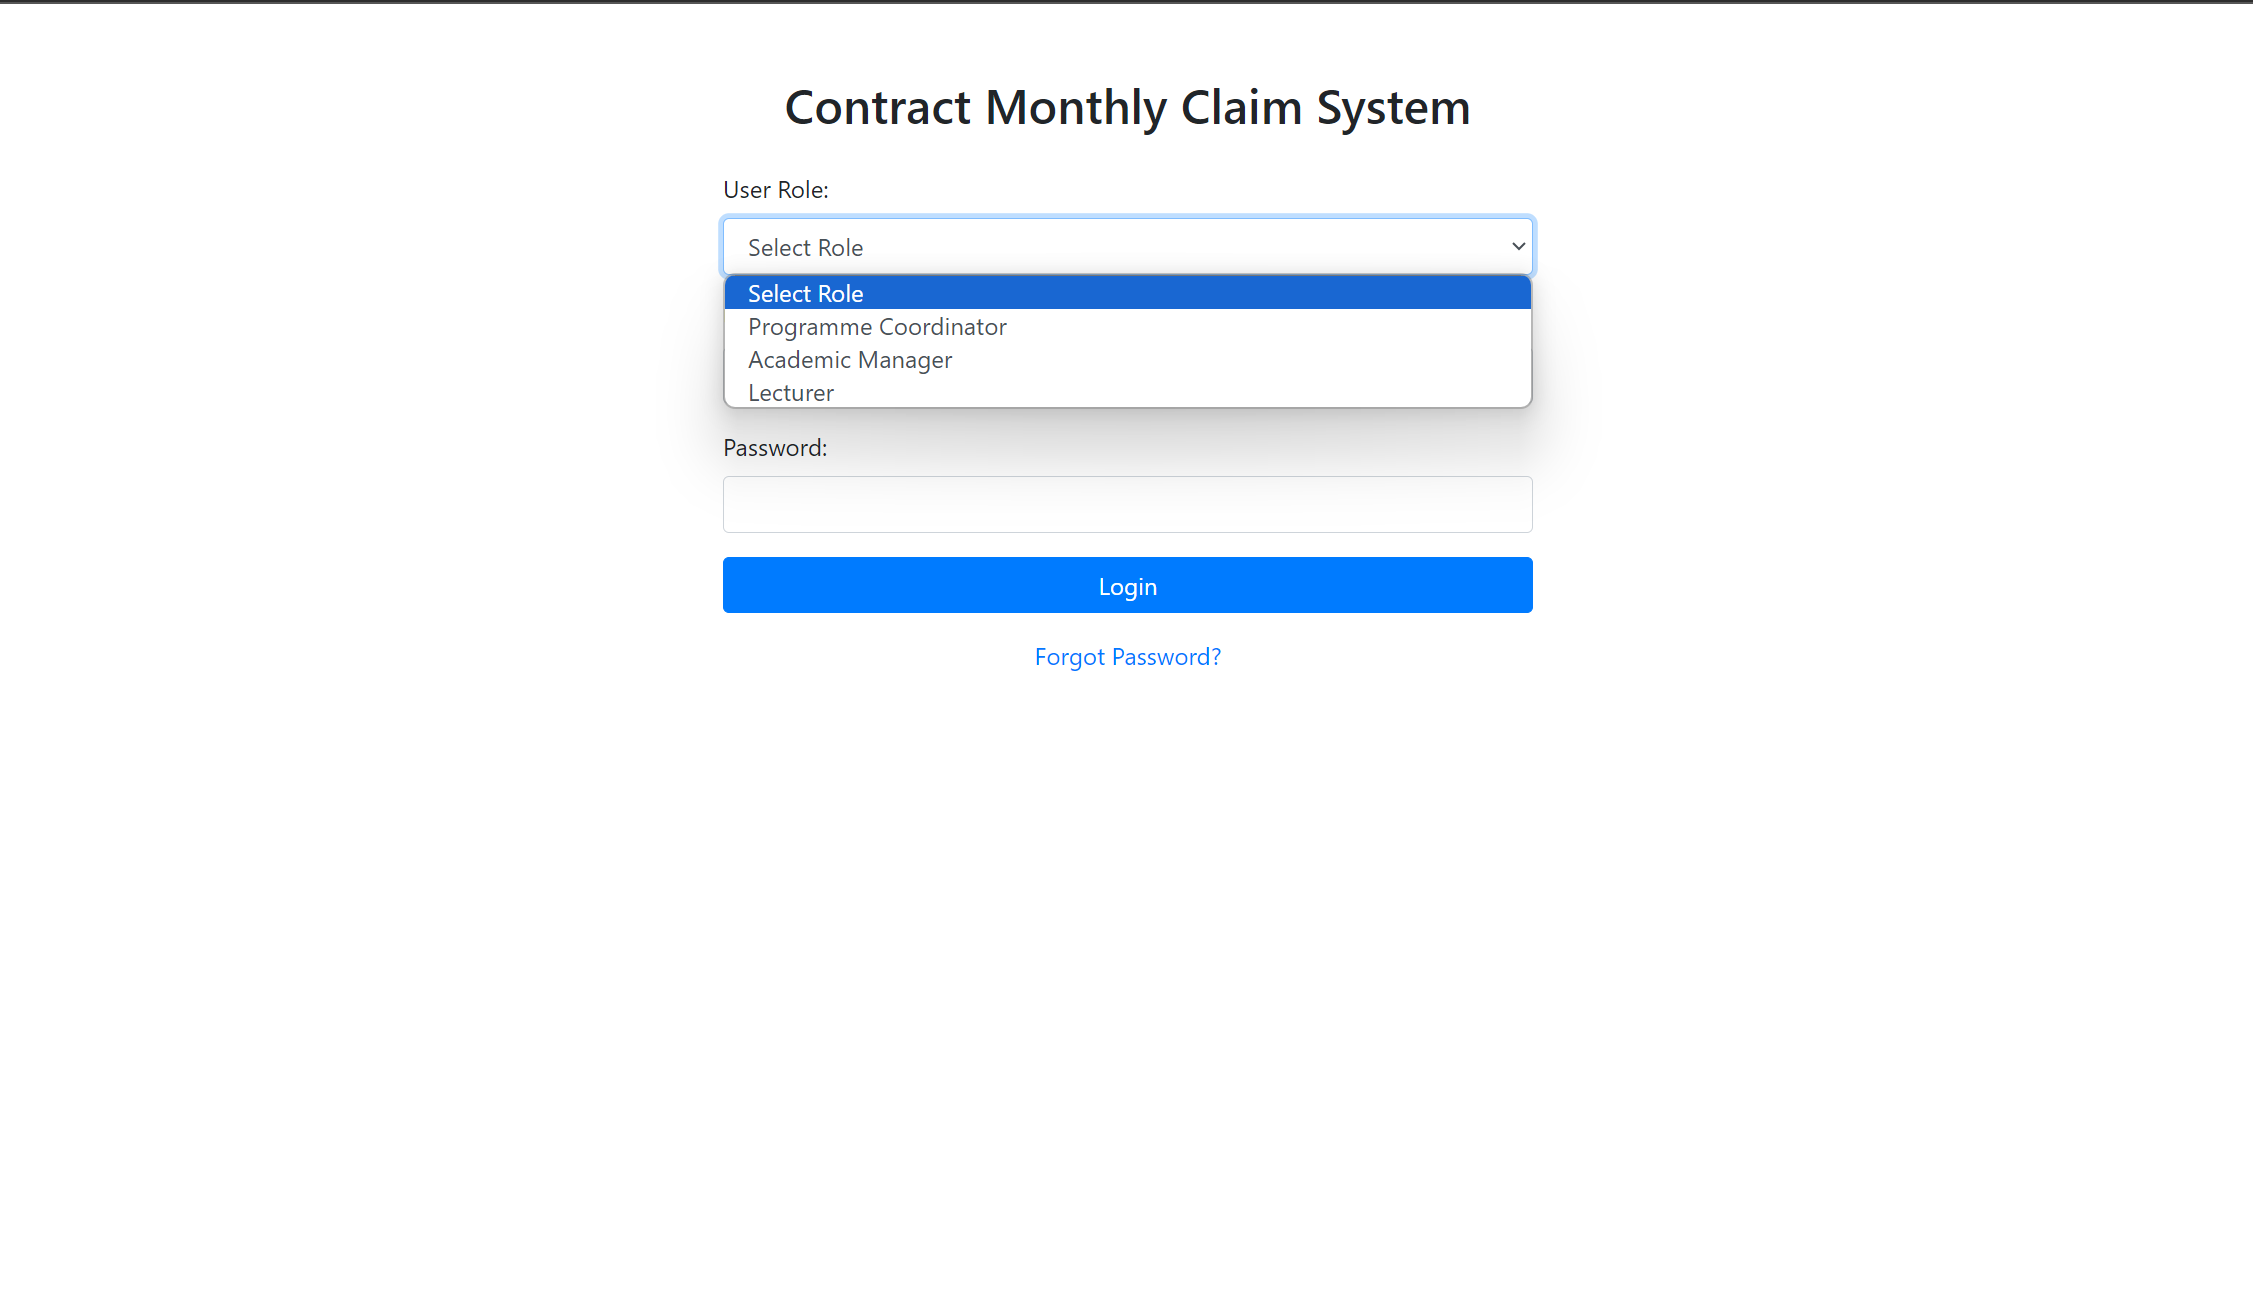 Contract Monthly Claim System
User Role:
Select Role
Select Role
Programme Coordinator
Academic Manager
Lecturer
Password:
Login
Forgot Password?